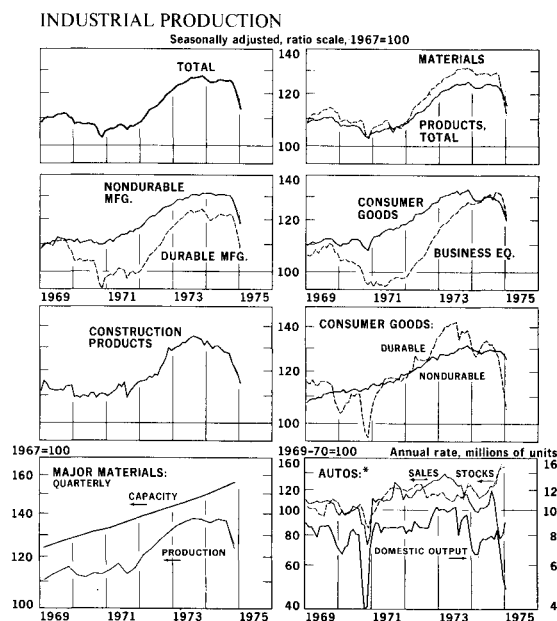 INDUSTRIAL PRODUCTION
Seasonally adjusted, ratio scale, 1967=100
TOTAL
140
120
100
MATERIALS
PRODUCTS,
TOTAL
NONDURABLE
MFG.
DURABLE MFG.
140
120
100
CONSUMER
GOODS
BUSINESS EQ.
1969 1971 1973 1975
1969 1971 1973 1975
CONSTRUCTION
PRODUCTS
140
120
100
CONSUMER GOODS:
DURABLE
NONDURABLE
1967=100
1969-70=100 Annual rate, millions of units
160
140
120
100
MAJOR MATERIALS:
QUARTERLY
CAPACITY
PRODUCTION
160
120
100
80
60
40
AUTOS:*
SALES
STOCKS
DOMESTIC OUTPUT
16
12
10
8
6
4
1969 1971 1973 1975
1969 1971 1973 1975